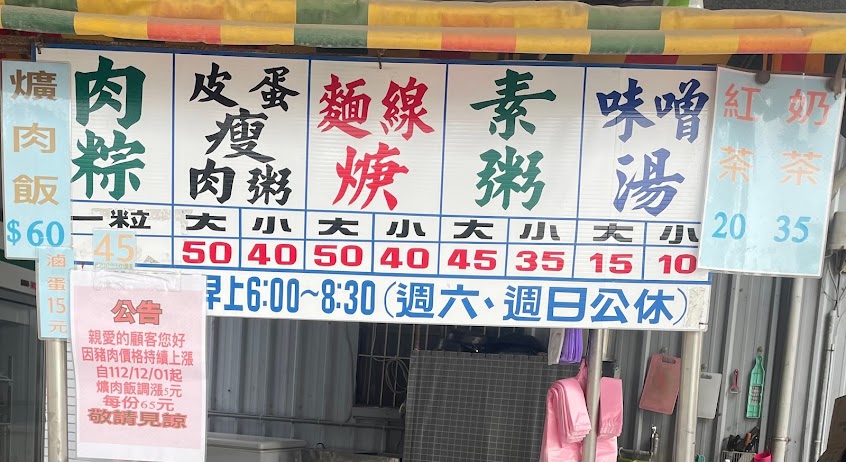 爌肉飯
$60
滷蛋15元
肉粽
一粒
45
皮蛋瘦肉粥
大 小
50 40
麵線焿
大 小
50 40
素粥
大 小
45 35
味噌湯
大 小
15 10
紅茶
20
奶茶
35
早上6:00~8:30(週六、週日公休)
公告
親愛的顧客您好
因豬肉價格持續上漲
自112/12/01起
爌肉飯調漲5元
每份65元
敬請見諒